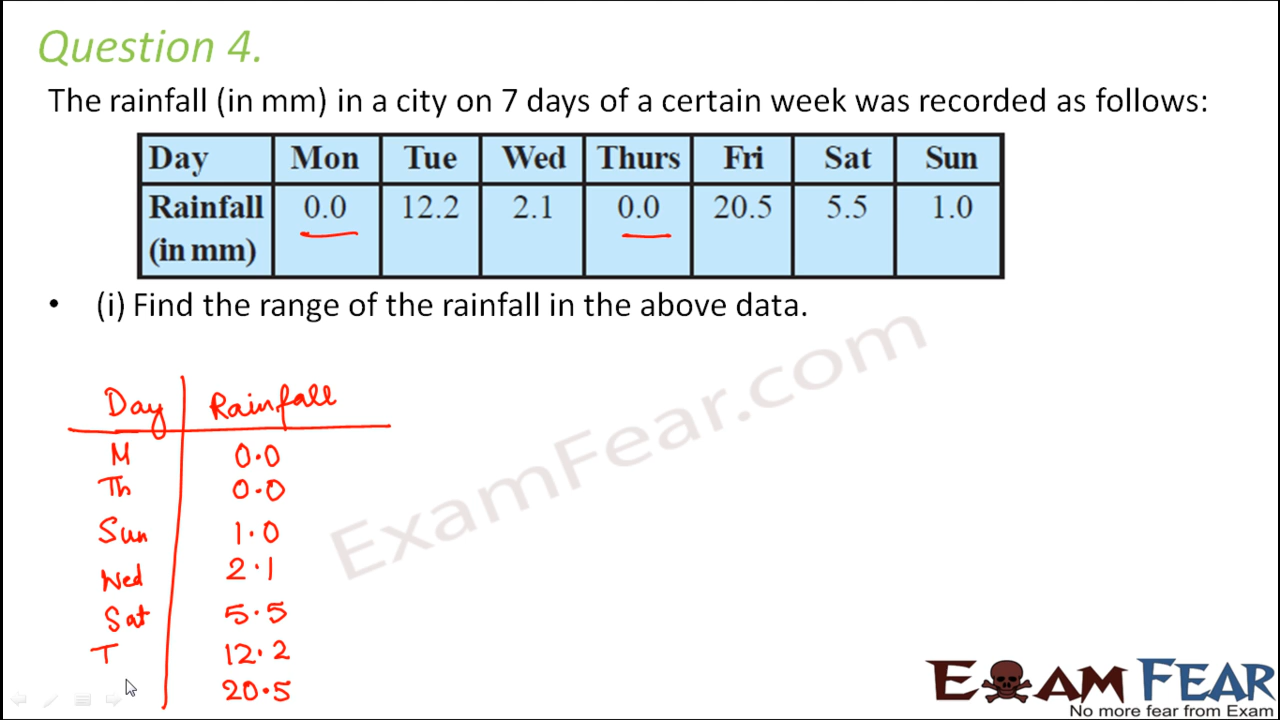 Question 4.
The rainfall (in mm) in a city on 7 days of a certain week was recorded as follows:
Day Mon Tue Wed Thurs Fri Sat Sun
Rainfall (in mm) 0.0 12.2 2.1 0.0 20.5 5.5 1.0
• (i) Find the range of the rainfall in the above data.
Day Rainfall
M 0.0
Th 0.0
Sun 1.0
Wed 2.1
Sat 5.5
T 12.2
20.5
ExamFear.com
EXAM FEAR
No more fear from Exam